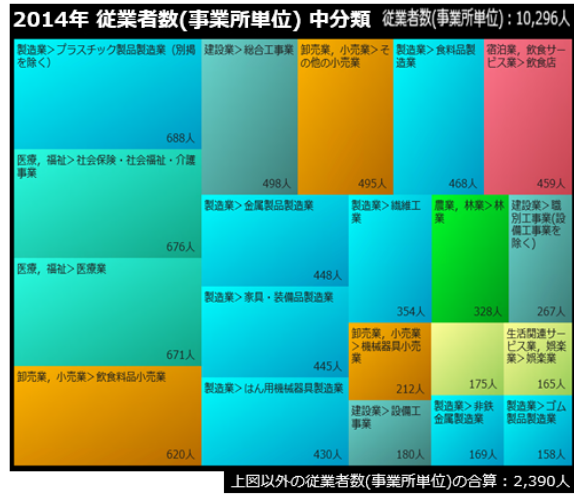 2014年 従業者数(事業所単位) 中分類 従業者数(事業所単位)：10,296人
製造業＞プラスチック製品製造業（別掲
を除く）
688人
医療，福祉＞社会保険・社会福祉・介護
事業
676人
医療，福祉＞医療業
671人
卸売業，小売業＞飲食料品小売業
620人
建設業＞総合工事業
498人
卸売業，小売業＞そ
の他の小売業
495人
製造業＞食料品製
造業
468人
宿泊業，飲食サー
ビス業＞飲食店
459人
製造業＞金属製品製造業
448人
製造業＞家具・装備品製造業
445人
製造業＞はん用機械器具製造業
430人
製造業＞繊維工
業
354人
農業，林業＞林
業
328人
建設業＞職
別工事業(設
備工事業を
除く)
267人
卸売業，小売業
＞機械器具小売
業
212人
175人
生活関連サー
ビス業，娯楽
業＞娯楽業
165人
建設業＞設備工
事業
180人
製造業＞非鉄
金属製造業
169人
製造業＞ゴム
製品製造業
158人
上図以外の従業者数(事業所単位)の合算：2,390人